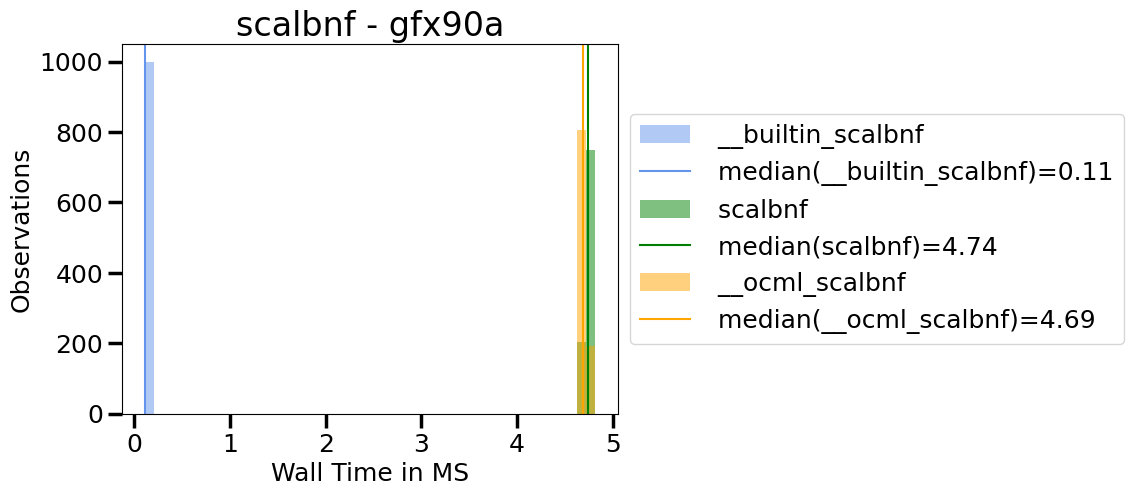 scalbnf - gfx90a
1000
800
600
400
200
0
Observations
0 1 2 3 4 5
Wall Time in MS
__builtin_scalbnf
median(__builtin_scalbnf)=0.11
scalbnf
median(scalbnf)=4.74
__ocml_scalbnf
median(__ocml_scalbnf)=4.69